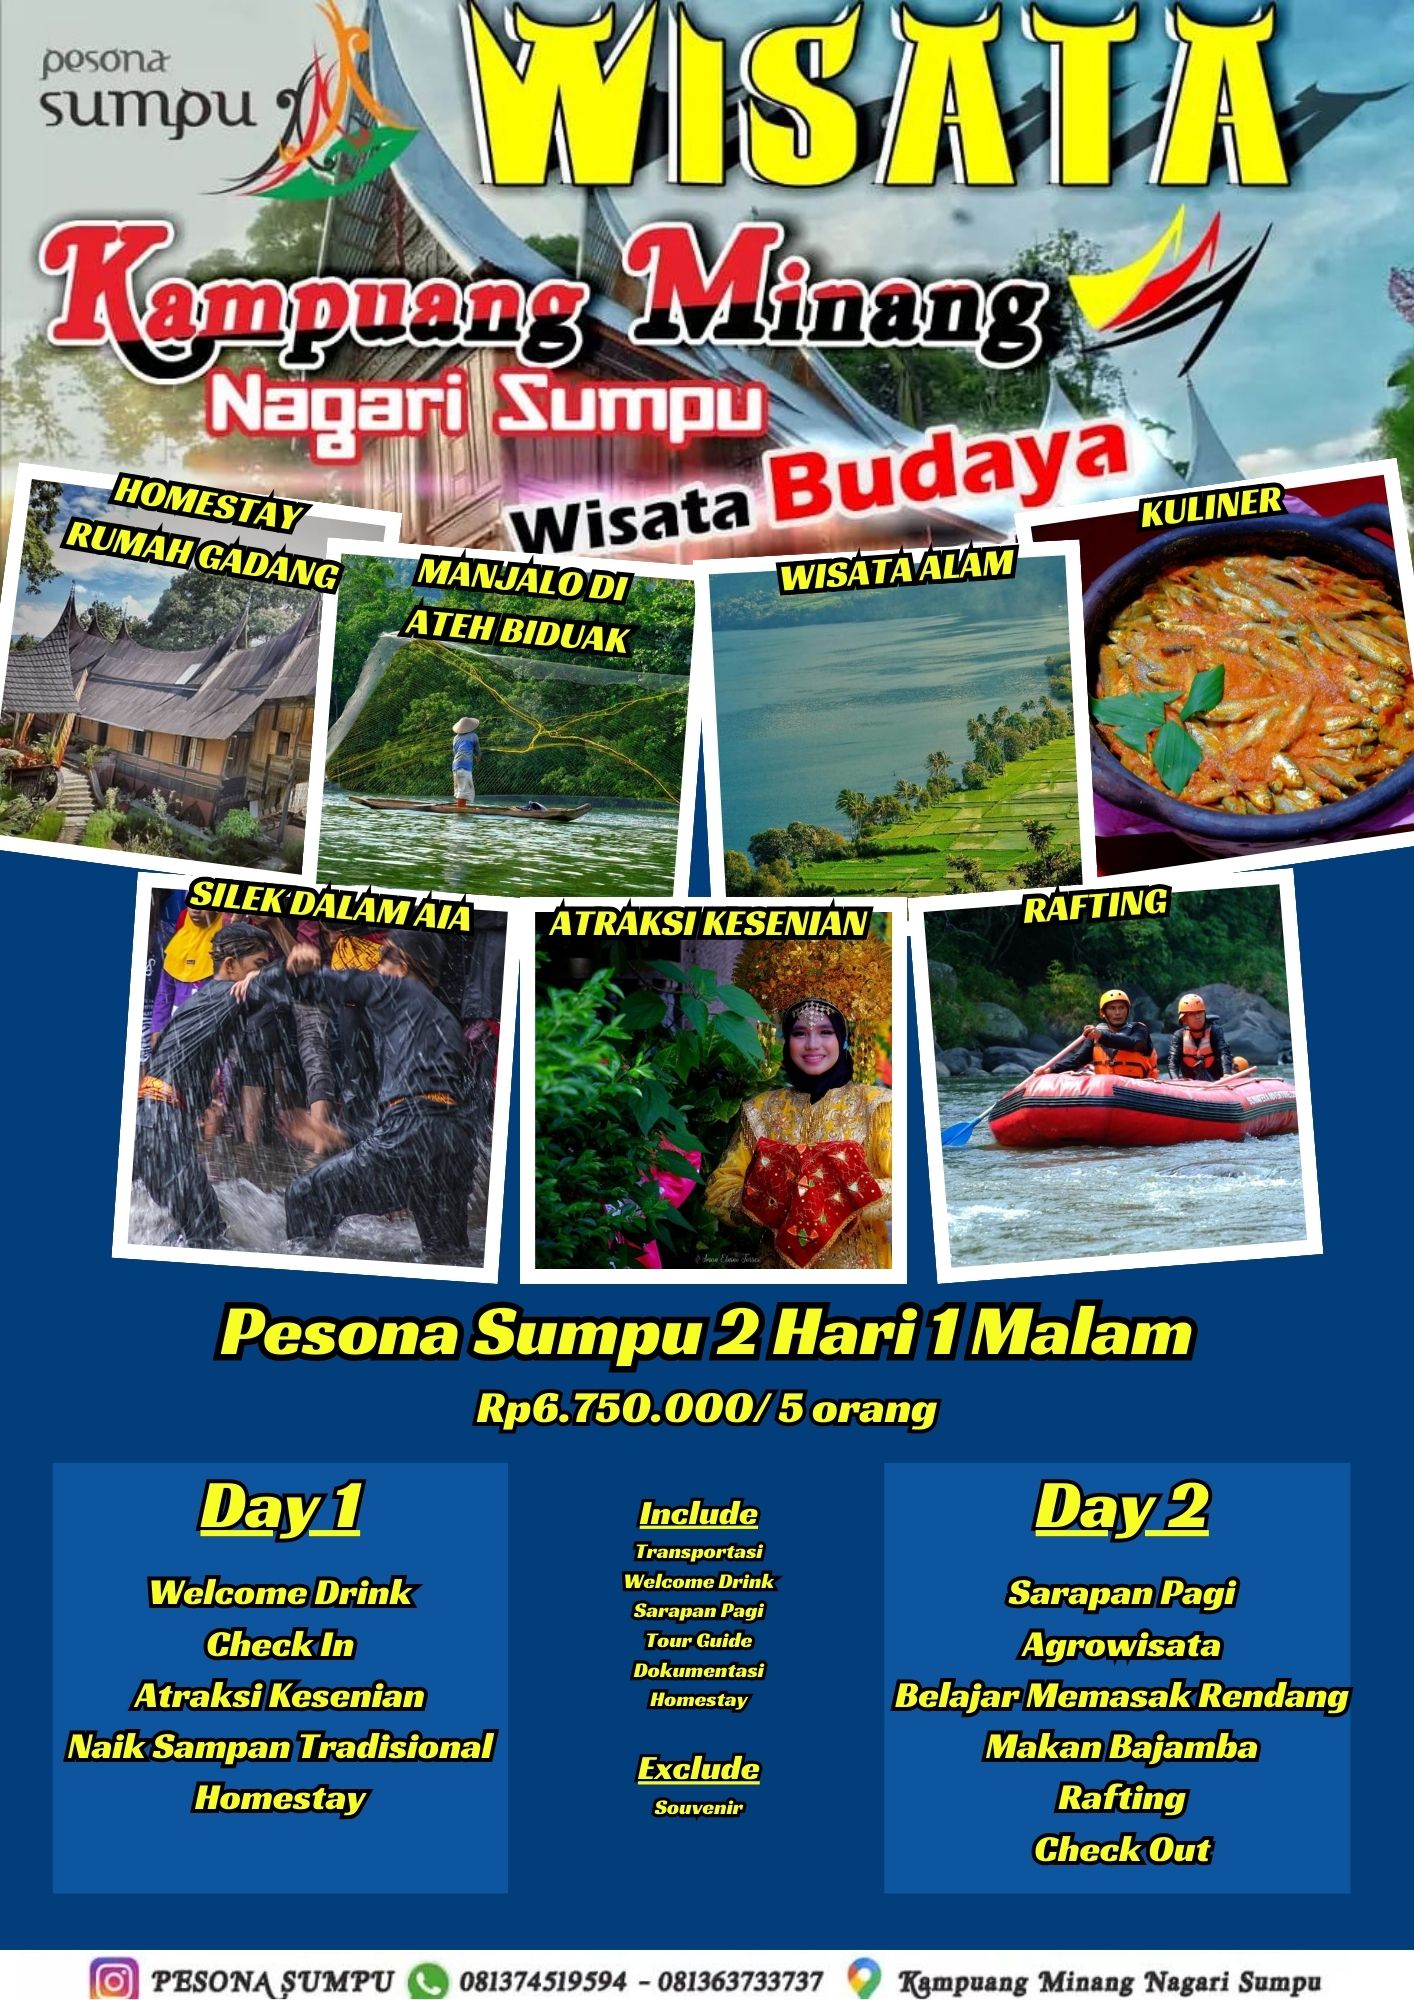 pesona
sumpu
WISATA
Kampuang Minang
Nagari Sumpu
Wisata Budaya
HOMESTAY
RUMAH GADANG
MANJALO DI
ATEH BIDUAK
WISATA ALAM
KULINER
SILEK DALAM AIA
ATRAKSI KESENIAN
RAFTING
Pesona Sumpu 2 Hari 1 Malam
Rp6.750.000/ 5 orang
Day 1
Welcome Drink
Check In
Atraksi Kesenian
Naik Sampan Tradisional
Homestay
Include
Transportasi
Welcome Drink
Sarapan Pagi
Tour Guide
Dokumentasi
Homestay
Exclude
Souvenir
Day 2
Sarapan Pagi
Agrowisata
Belajar Memasak Rendang
Makan Bajamba
Rafting
Check Out
PESONA SUMPU 081374519594 - 081363733737 Kampuang Minang Nagari Sumpu